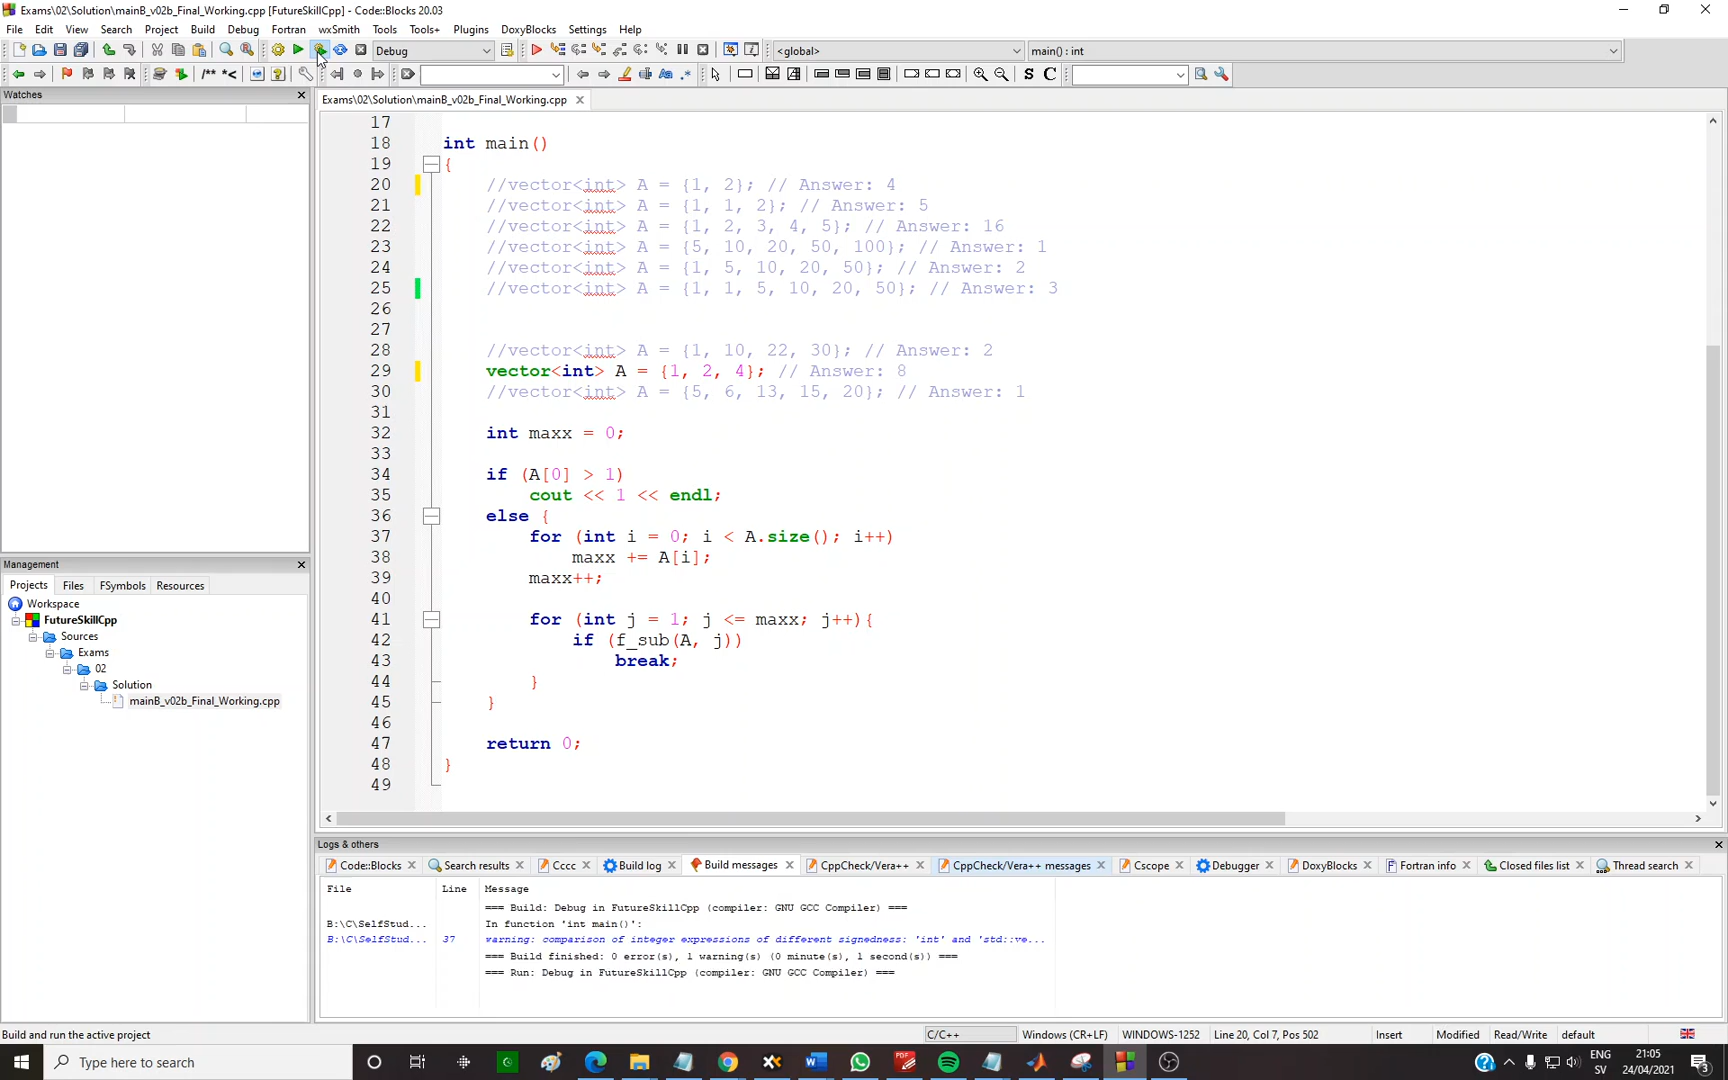 Exams\02\Solution\mainB_v02b_Final_Working.cpp [FutureSkillCpp] - Code::Blocks 20.03
File Edit View Search Project Build Debug Fortran wxSmith Tools Tools+ Plugins DoxyBlocks Settings Help
Debug <global> main() : int
/** *<
S C
Watches
Exams\02\Solution\mainB_v02b_Final_Working.cpp
17
18 int main()
19 {
20 //vector<int> A = {1, 2}; // Answer: 4
21 //vector<int> A = {1, 1, 2}; // Answer: 5
22 //vector<int> A = {1, 2, 3, 4, 5}; // Answer: 16
23 //vector<int> A = {5, 10, 20, 50, 100}; // Answer: 1
24 //vector<int> A = {1, 5, 10, 20, 50}; // Answer: 2
25 //vector<int> A = {1, 1, 5, 10, 20, 50}; // Answer: 3
26
27
28 //vector<int> A = {1, 10, 22, 30}; // Answer: 2
29 vector<int> A = {1, 2, 4}; // Answer: 8
30 //vector<int> A = {5, 6, 13, 15, 20}; // Answer: 1
31
32 int maxx = 0;
33
34 if (A[0] > 1)
35 cout << 1 << endl;
36 else {
37 for (int i = 0; i < A.size(); i++)
38 maxx += A[i];
39 maxx++;
40
41 for (int j = 1; j <= maxx; j++){
42 if (f_sub(A, j))
43 break;
44 }
45 }
46
47 return 0;
48 }
49
Management
Projects Files FSymbols Resources
Workspace
FutureSkillCpp
Sources
Exams
02
Solution
mainB_v02b_Final_Working.cpp
Logs & others
Code::Blocks Search results Cccc Build log Build messages CppCheck/Vera++ CppCheck/Vera++ messages Cscope Debugger DoxyBlocks Fortran info Closed files list Thread search
File Line Message
=== Build: Debug in FutureSkillCpp (compiler: GNU GCC Compiler) ===
B:\C\SelfStud... In function 'int main()':
B:\C\SelfStud... 37 warning: comparison of integer expressions of different signedness: 'int' and 'std::ve...
=== Build finished: 0 error(s), 1 warning(s) (0 minute(s), 1 second(s)) ===
=== Run: Debug in FutureSkillCpp (compiler: GNU GCC Compiler) ===
Build and run the active project C/C++ Windows (CR+LF) WINDOWS-1252 Line 20, Col 7, Pos 502 Insert Modified Read/Write default
Type here to search
ENG
SV
21:05
24/04/2021
3